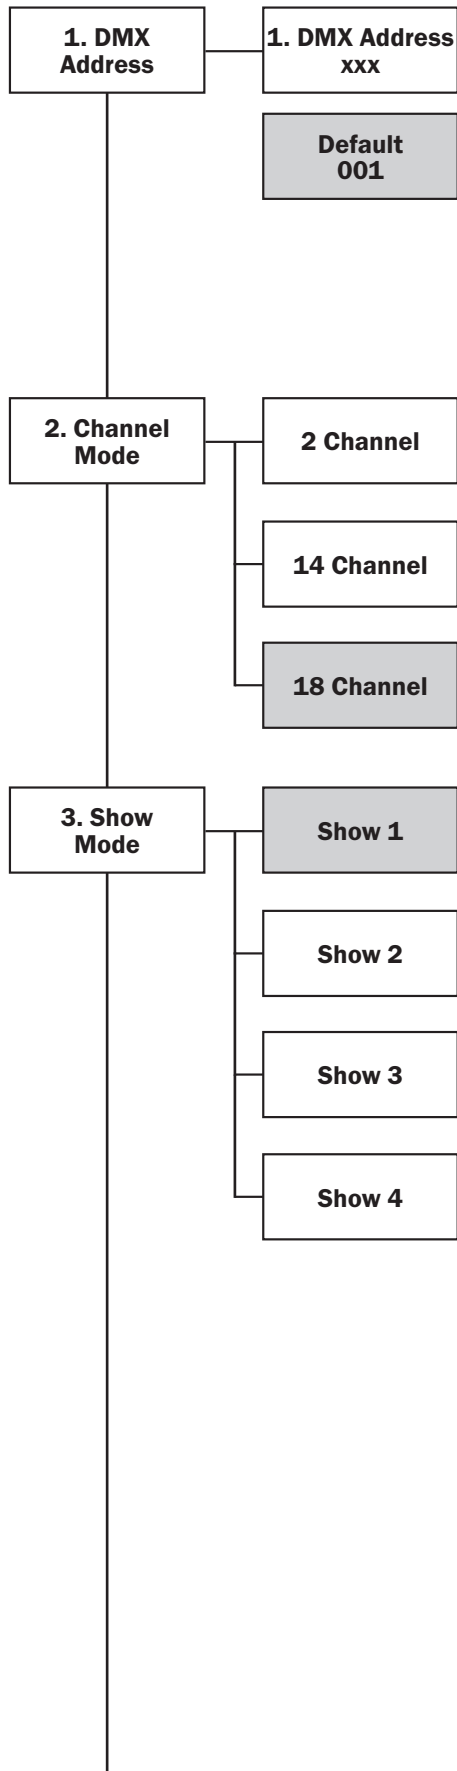 1. DMX
Address
1. DMX Address
xxx
Default
001
2. Channel
Mode
2 Channel
14 Channel
18 Channel
3. Show
Mode
Show 1
Show 2
Show 3
Show 4